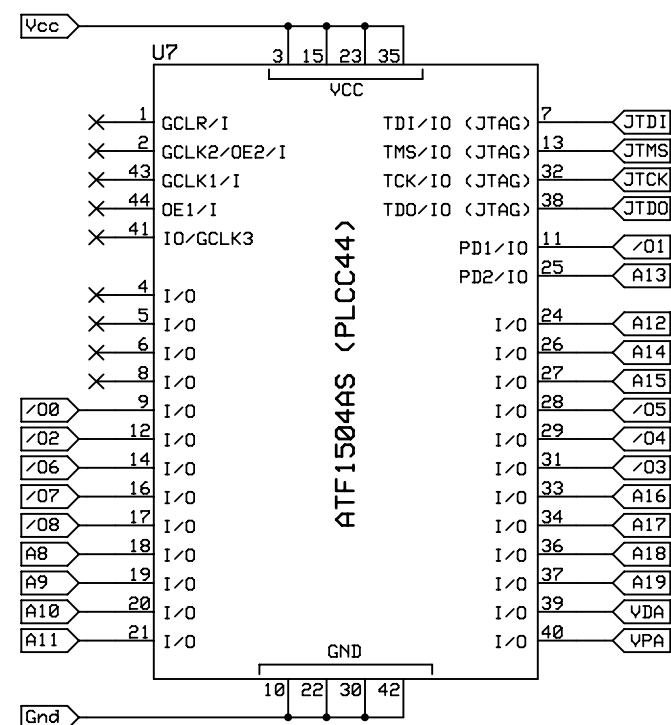 Vcc
U7
3 15 23 35
VCC
1 GCLR/I TDI/IO (JTAG) 7 JTDI
2 GCLK2/OE2/I TMS/IO (JTAG) 13 JTMS
43 GCLK1/I TCK/IO (JTAG) 32 JTCK
44 OE1/I TDO/IO (JTAG) 38 JTDO
41 IO/GCLK3
PD1/IO 11 /O1
PD2/IO 25 A13
4 I/O
5 I/O I/O 24 A12
6 I/O I/O 26 A14
8 I/O I/O 27 A15
/O0 9 I/O I/O 28 /O5
/O2 12 I/O I/O 29 /O4
/O6 14 I/O I/O 31 /O3
/O7 16 I/O I/O 33 A16
/O8 17 I/O I/O 34 A17
A8 18 I/O I/O 36 A18
A9 19 I/O I/O 37 A19
A10 20 I/O I/O 39 VDA
A11 21 I/O I/O 40 VPA
ATF1504AS (PLCC44)
GND
10 22 30 42
Gnd